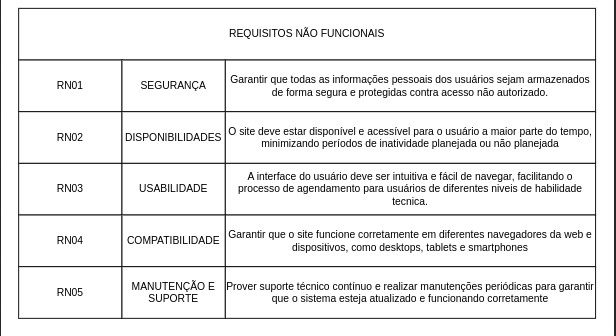 REQUISITOS NÃO FUNCIONAIS
RN01
SEGURANÇA
Garantir que todas as informações pessoais dos usuários sejam armazenados
de forma segura e protegidas contra acesso não autorizado.
RN02
DISPONIBILIDADES
O site deve estar disponível e acessível para o usuário a maior parte do tempo,
minimizando períodos de inatividade planejada ou não planejada
RN03
USABILIDADE
A interface do usuário deve ser intuitiva e fácil de navegar, facilitando o
processo de agendamento para usuários de diferentes niveis de habilidade
tecnica.
RN04
COMPATIBILIDADE
Garantir que o site funcione corretamente em diferentes navegadores da web e
dispositivos, como desktops, tablets e smartphones
RN05
MANUTENÇÃO E
SUPORTE
Prover suporte técnico contínuo e realizar manutenções periódicas para garantir
que o sistema esteja atualizado e funcionando corretamente